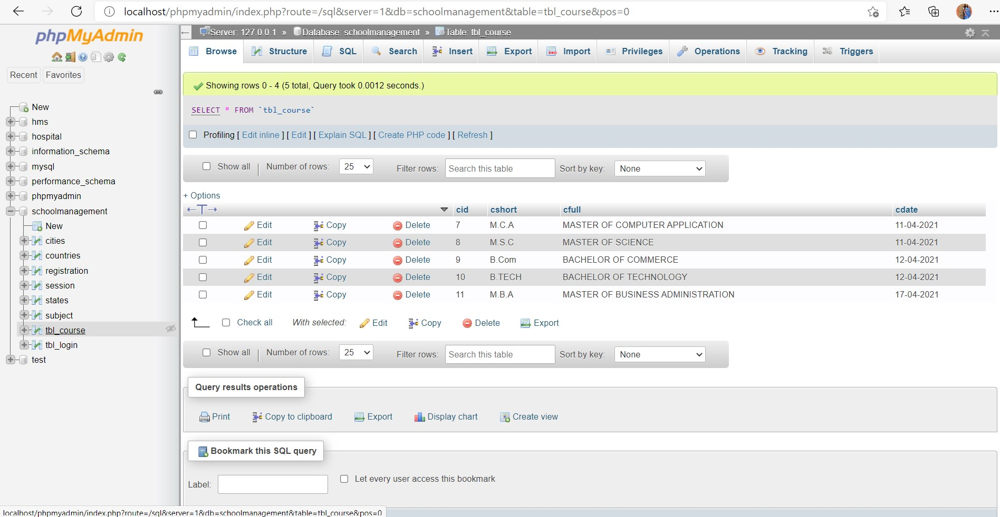 localhost/phpmyadmin/index.php?route=/sql&server=1&db=schoolmanagement&table=tbl_course&pos=0
phpMyAdmin
Recent Favorites
New
hms
hospital
information_schema
mysql
performance_schema
phpmyadmin
schoolmanagement
New
cities
countries
registration
session
states
subject
tbl_course
tbl_login
test
Server: 127.0.0.1 » Database: schoolmanagement » Table: tbl_course
Browse Structure SQL Search Insert Export Import Privileges Operations Tracking Triggers
Showing rows 0 - 4 (5 total, Query took 0.0012 seconds.)
SELECT * FROM `tbl_course`
Profiling [ Edit inline ] [ Edit ] [ Explain SQL ] [ Create PHP code ] [ Refresh ]
Show all | Number of rows: 25 Filter rows: Search this table Sort by key: None
+ Options
←T→ cid cshort cfull cdate
Edit Copy Delete 7 M.C.A MASTER OF COMPUTER APPLICATION 11-04-2021
Edit Copy Delete 8 M.S.C MASTER OF SCIENCE 11-04-2021
Edit Copy Delete 9 B.Com BACHELOR OF COMMERCE 12-04-2021
Edit Copy Delete 10 B.TECH BACHELOR OF TECHNOLOGY 12-04-2021
Edit Copy Delete 11 M.B.A MASTER OF BUSINESS ADMINISTRATION 17-04-2021
Check all With selected: Edit Copy Delete Export
Show all | Number of rows: 25 Filter rows: Search this table Sort by key: None
Query results operations
Print Copy to clipboard Export Display chart Create view
Bookmark this SQL query
Label: Let every user access this bookmark
localhost/phpmyadmin/index.php?route=/sql&server=1&db=schoolmanagement&table=tbl_course&pos=0